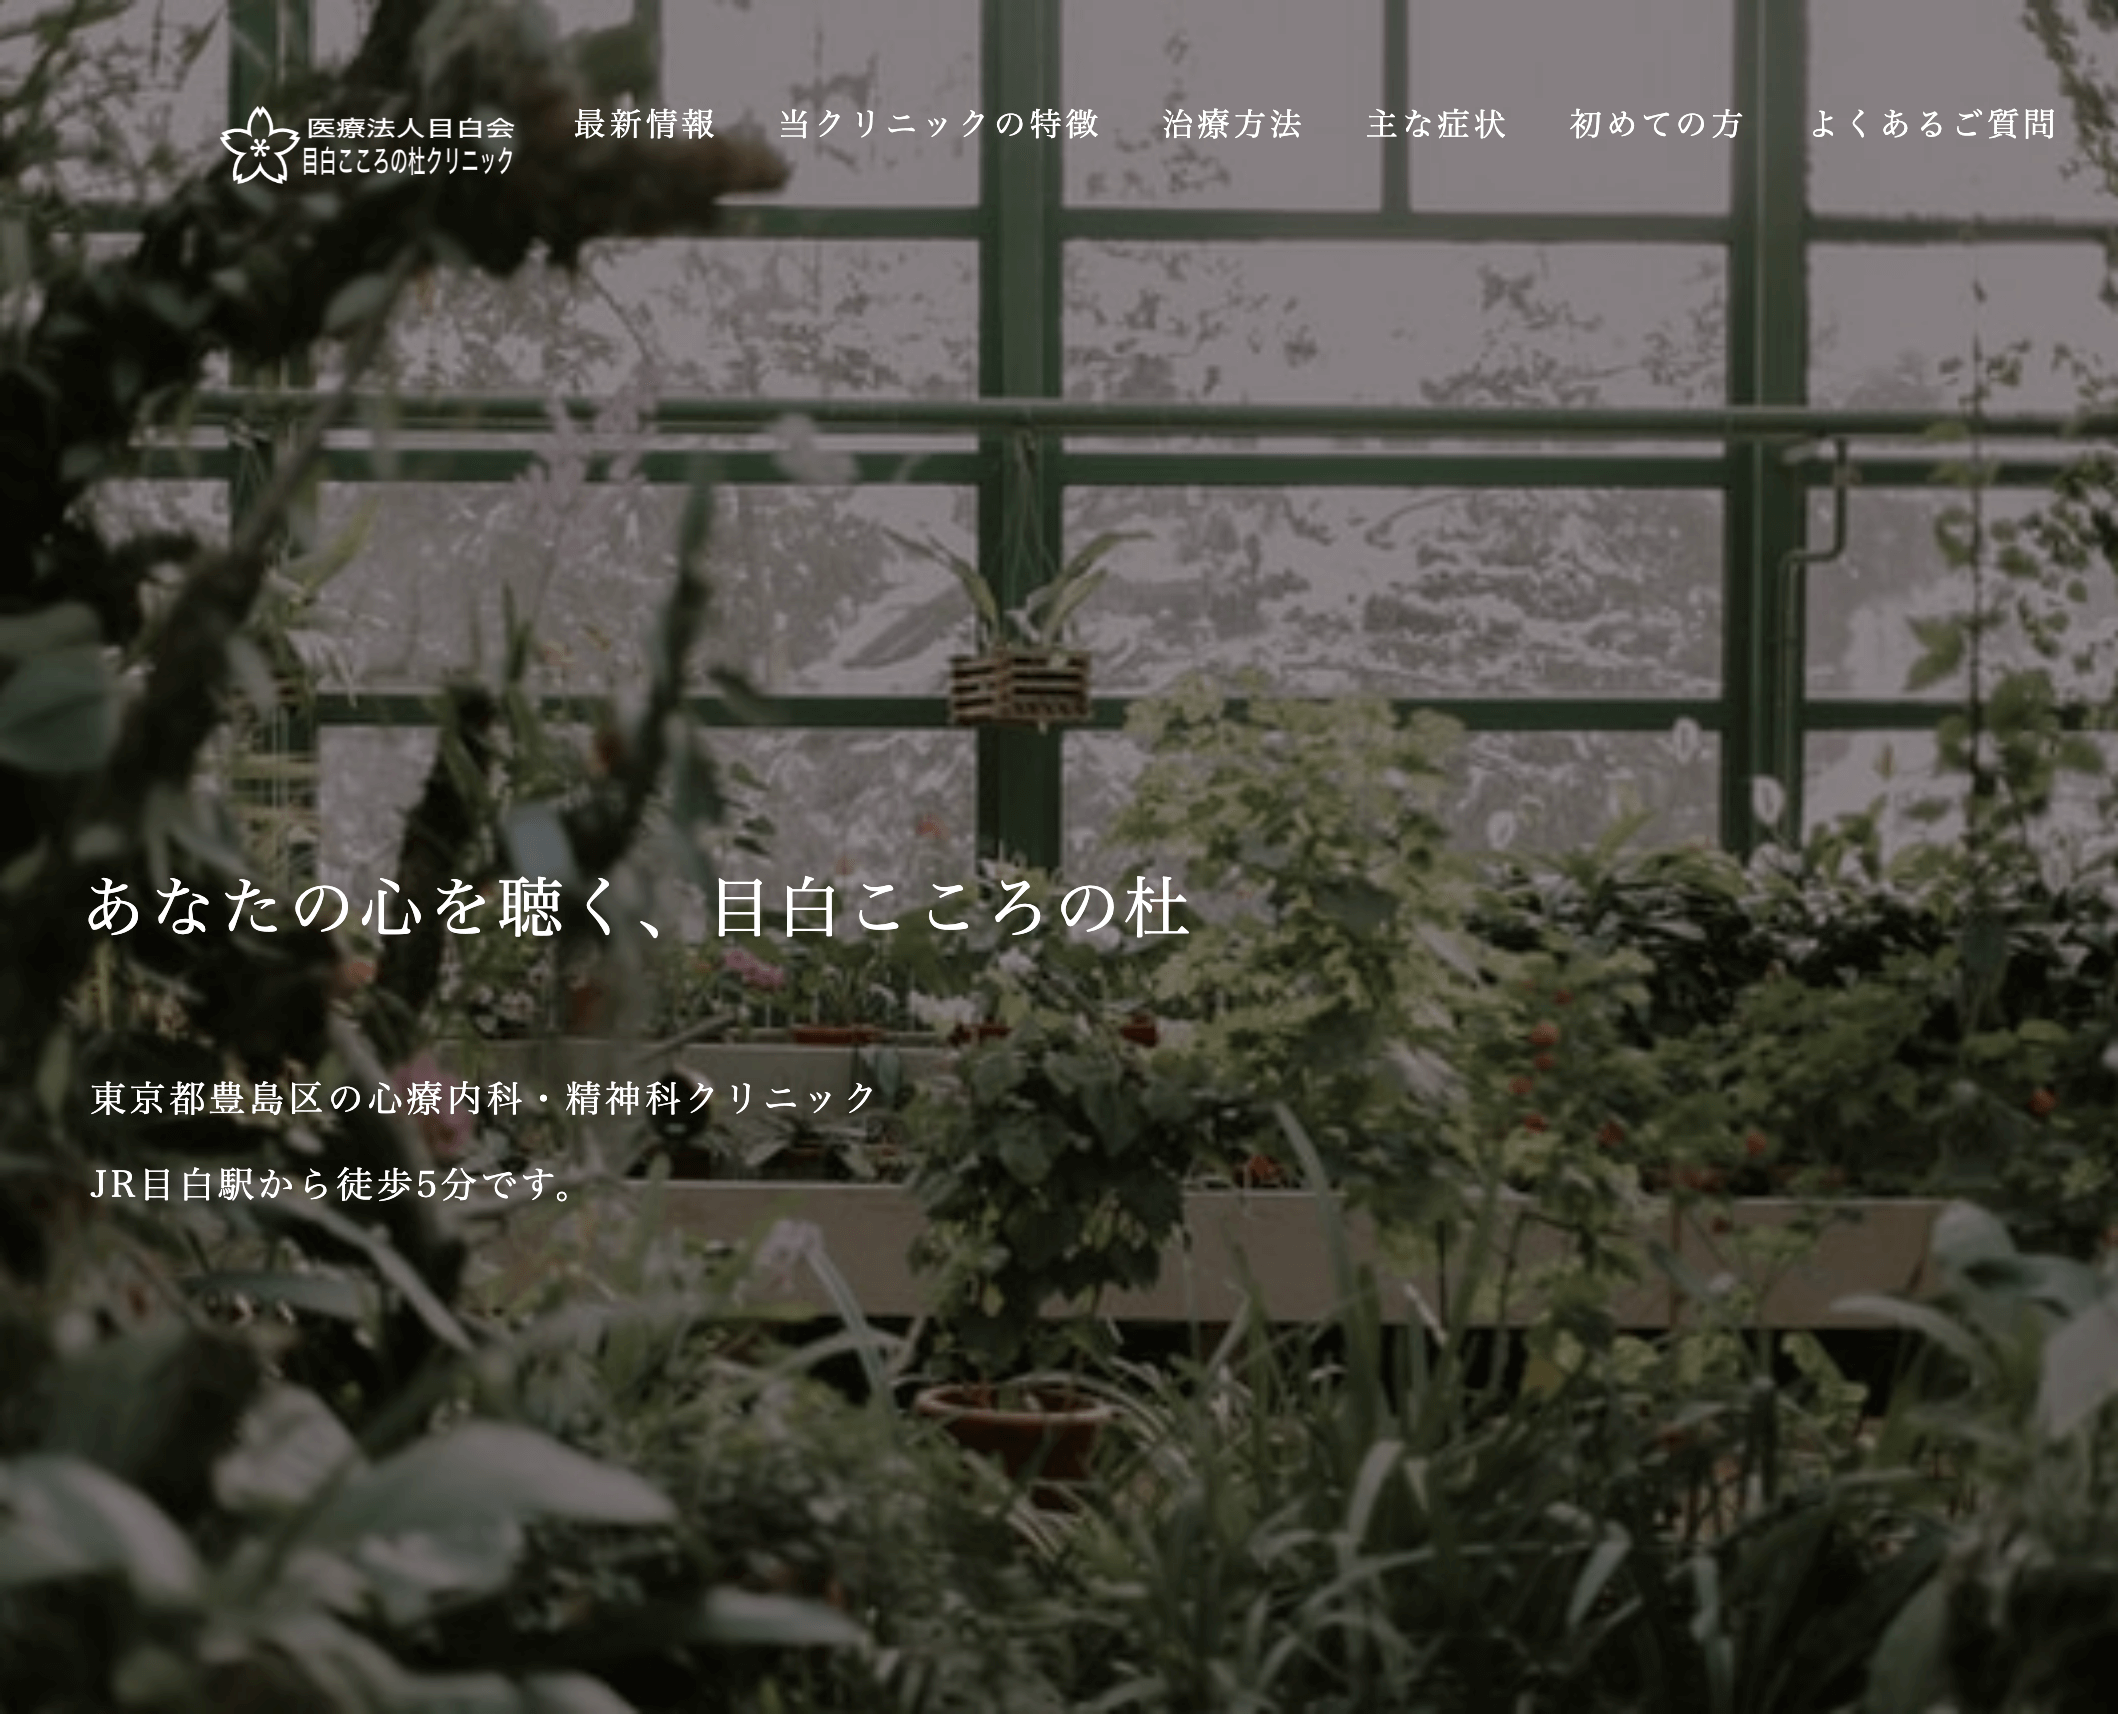 医療法人目白会
目白こころの杜クリニック
最新情報 当クリニックの特徴 治療方法 主な症状 初めての方 よくあるご質問
あなたの心を聴く、目白こころの杜
東京都豊島区の心療内科・精神科クリニック
JR目白駅から徒歩5分です。